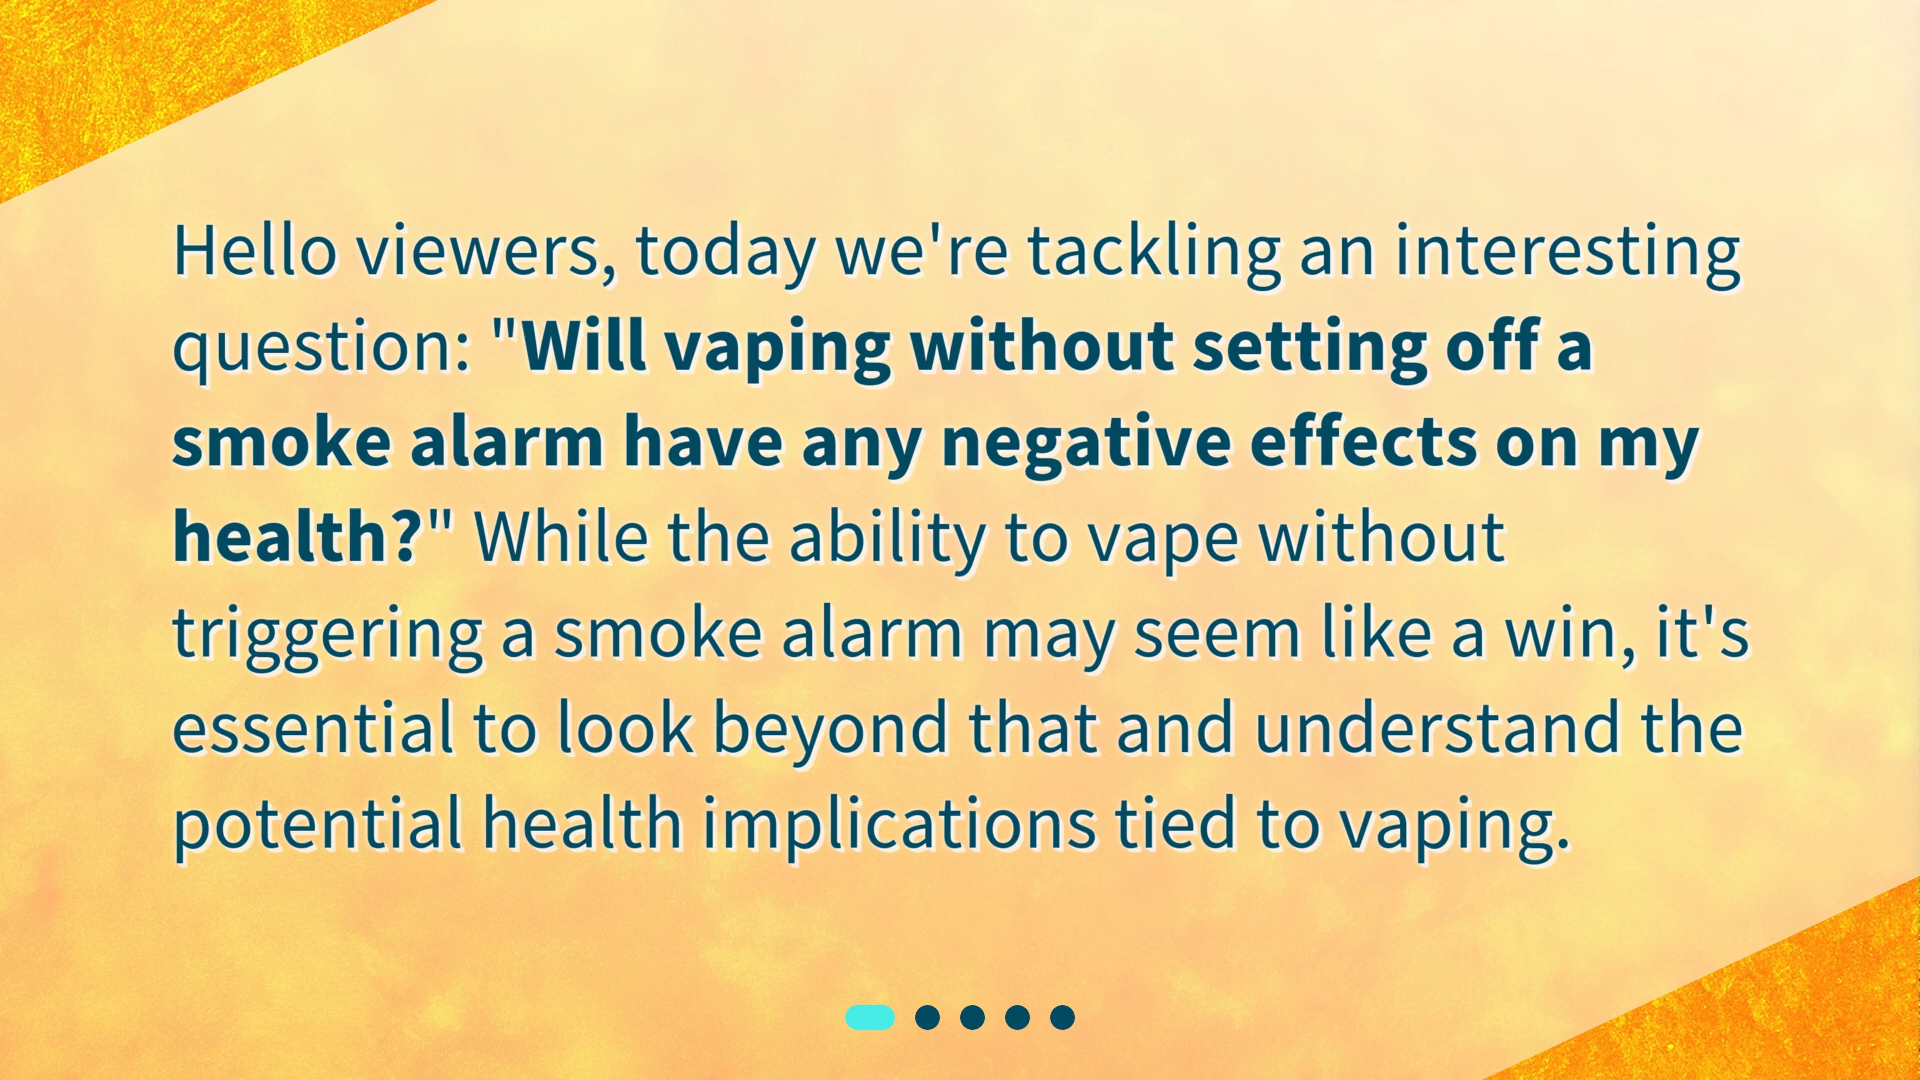 Hello viewers, today we're tackling an interesting
question: "Will vaping without setting off a
smoke alarm have any negative effects on my
health?" While the ability to vape without
triggering a smoke alarm may seem like a win, it's
essential to look beyond that and understand the
potential health implications tied to vaping.